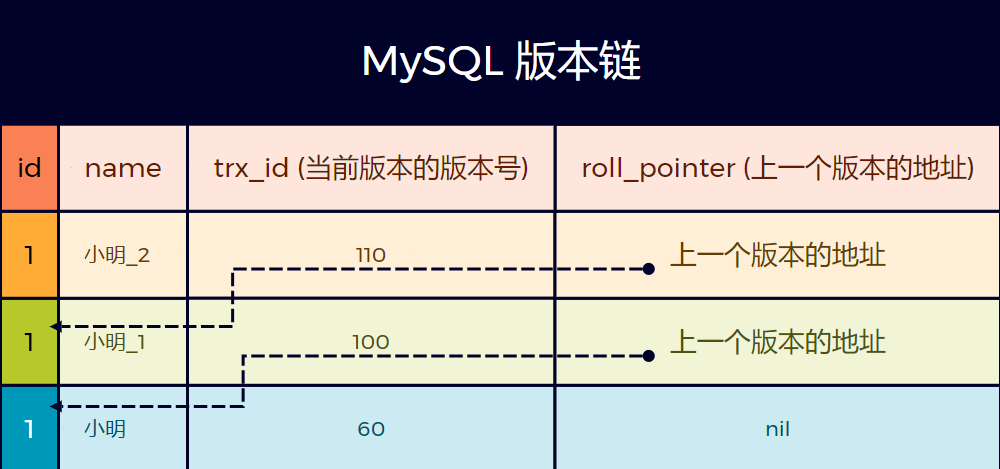 MySQL 版本链
id name trx_id (当前版本的版本号) roll_pointer (上一个版本的地址)
1 小明_2 110 上一个版本的地址
1 小明_1 100 上一个版本的地址
1 小明 60 nil